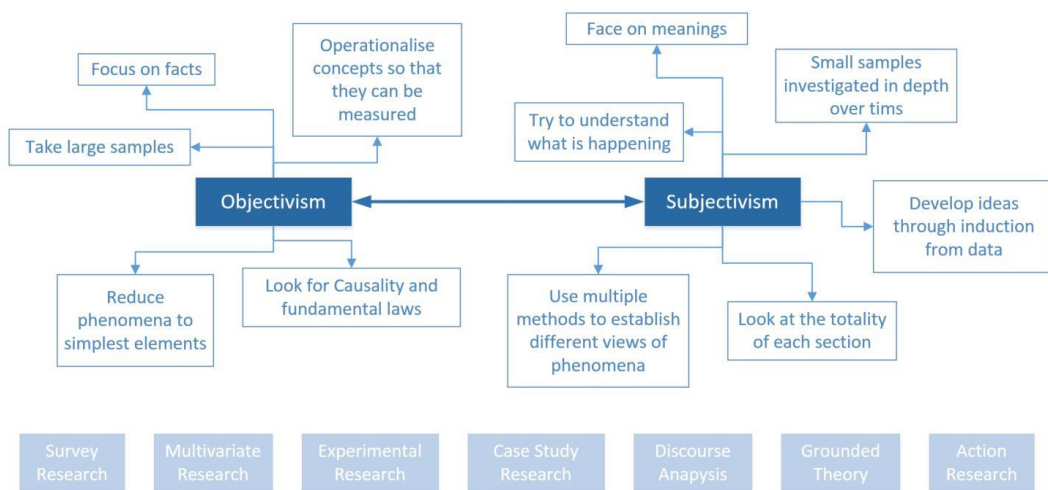 Focus on facts
Take large samples
Operationalise
concepts so that
they can be
measured
Objectivism
Reduce
phenomena to
simplest elements
Look for Causality and
fundamental laws
Face on meanings
Try to understand
what is happening
Small samples
investigated in depth
over tims
Subjectivism
Develop ideas
through induction
from data
Use multiple
methods to establish
different views of
phenomena
Look at the totality
of each section
Survey
Research
Multivariate
Research
Experimental
Research
Case Study
Research
Discourse
Anapysis
Grounded
Theory
Action
Research